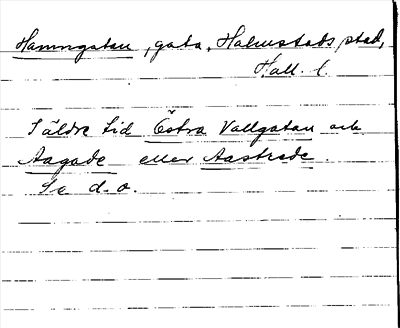 Hamngatan, gata, Halmstads stad,
Hall. l.
I äldre tid Östra Vallgatan och
Aagade eller Aastræde.
Se d.o.